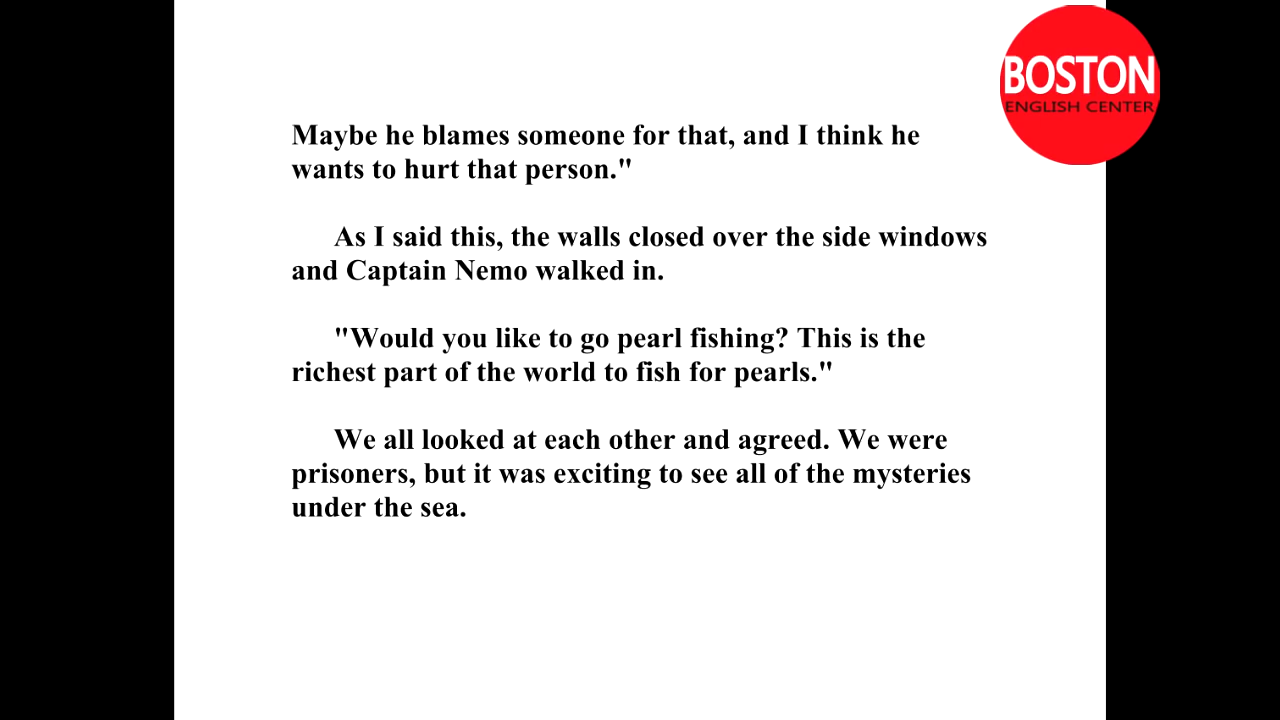 BOSTON
ENGLISH CENTER
Maybe he blames someone for that, and I think he
wants to hurt that person."
As I said this, the walls closed over the side windows
and Captain Nemo walked in.
"Would you like to go pearl fishing? This is the
richest part of the world to fish for pearls."
We all looked at each other and agreed. We were
prisoners, but it was exciting to see all of the mysteries
under the sea.